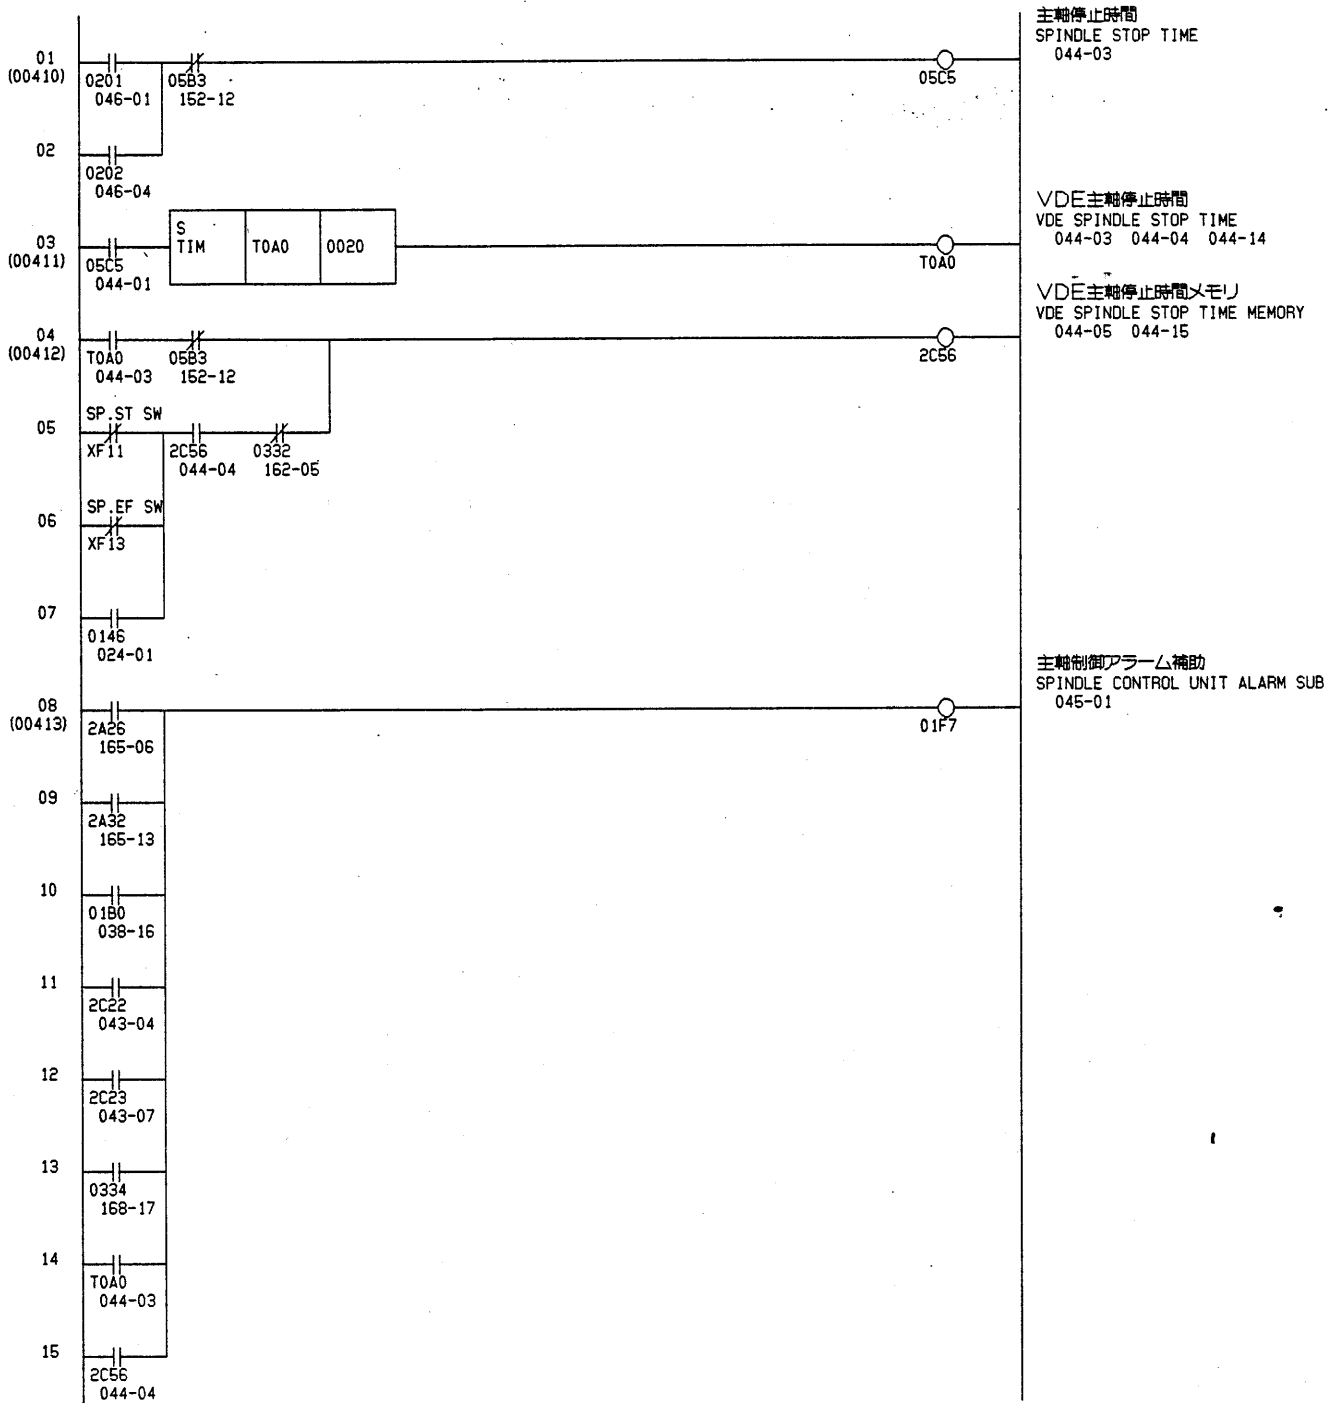 主軸停止時間
SPINDLE STOP TIME
044-03
01
(00410)
0201
046-01
05B3
152-12
05C5
02
0202
046-04
VDE主軸停止時間
VDE SPINDLE STOP TIME
044-03 044-04 044-14
03
(00411)
05C5
044-01
S
TIM
T0A0
0020
T0A0
VDE主軸停止時間メモリ
VDE SPINDLE STOP TIME MEMORY
044-05 044-15
04
(00412)
T0A0
044-03
05B3
152-12
2C56
05
SP.ST SW
XF11
2C56
044-04
0332
162-05
06
SP.EF SW
XF13
07
0146
024-01
主軸制御アラーム補助
SPINDLE CONTROL UNIT ALARM SUB
045-01
08
(00413)
2A26
165-06
01F7
09
2A32
165-13
10
01B0
038-16
11
2C22
043-04
12
2C23
043-07
13
0334
168-17
14
T0A0
044-03
15
2C56
044-04